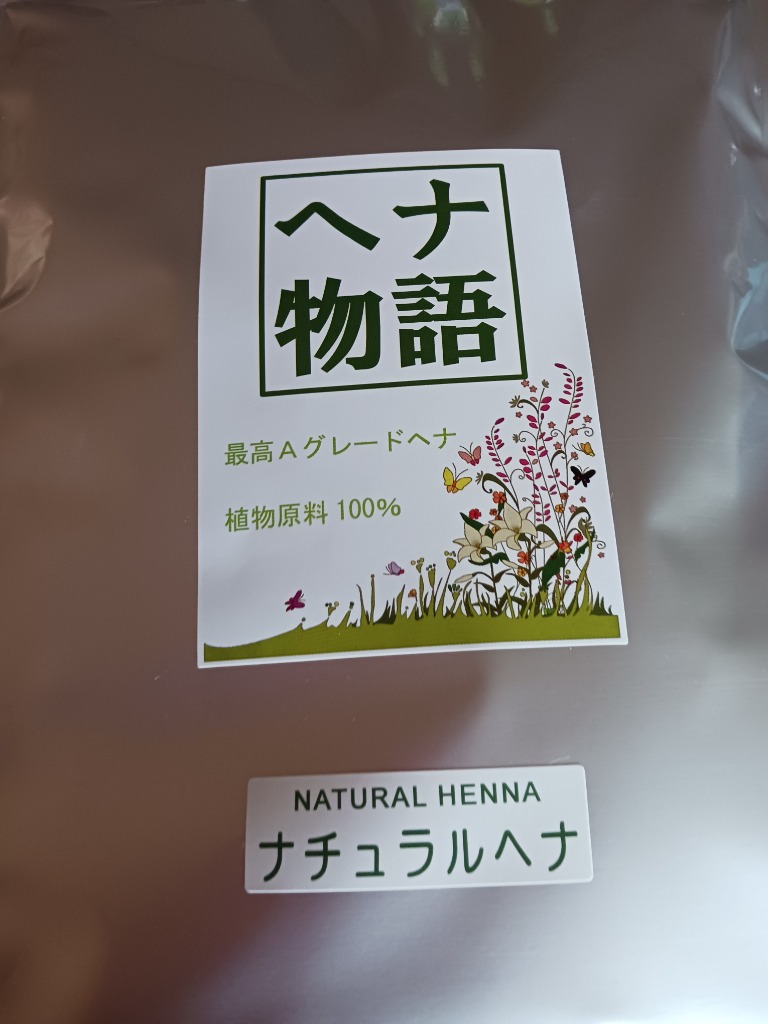 ヘナ
物語
最高Aグレードヘナ
植物原料 100%
NATURAL HENNA
ナチュラルヘナ